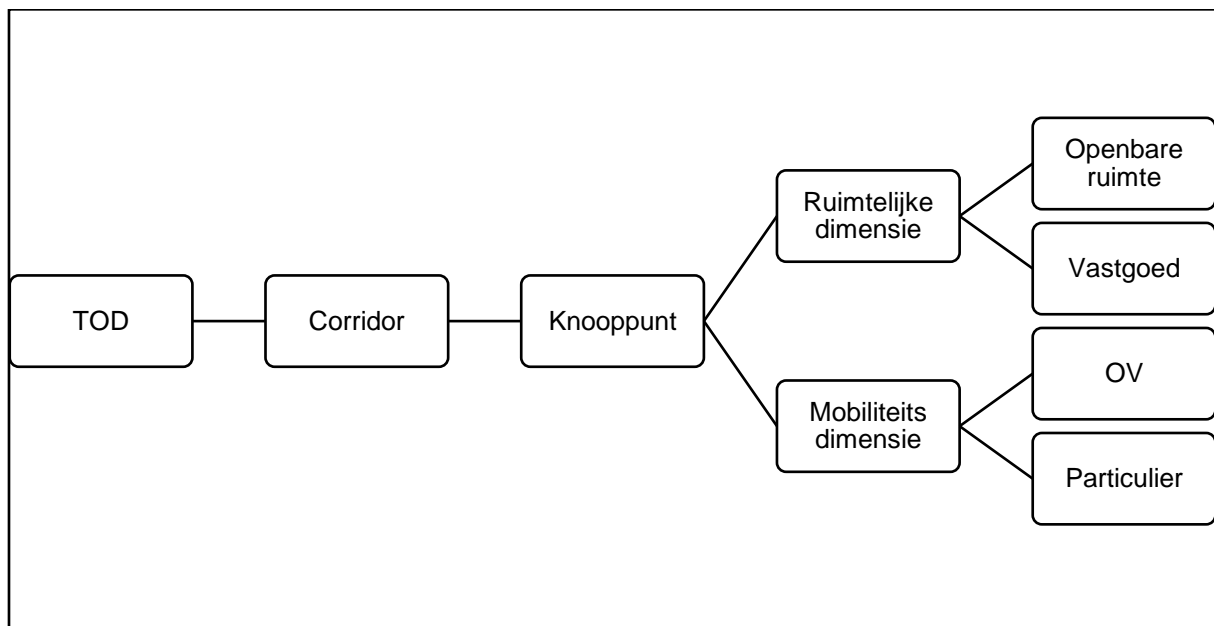 TOD
Corridor
Knooppunt
Ruimtelijke
dimensie
Mobiliteits
dimensie
Openbare
ruimte
Vastgoed
OV
Particulier